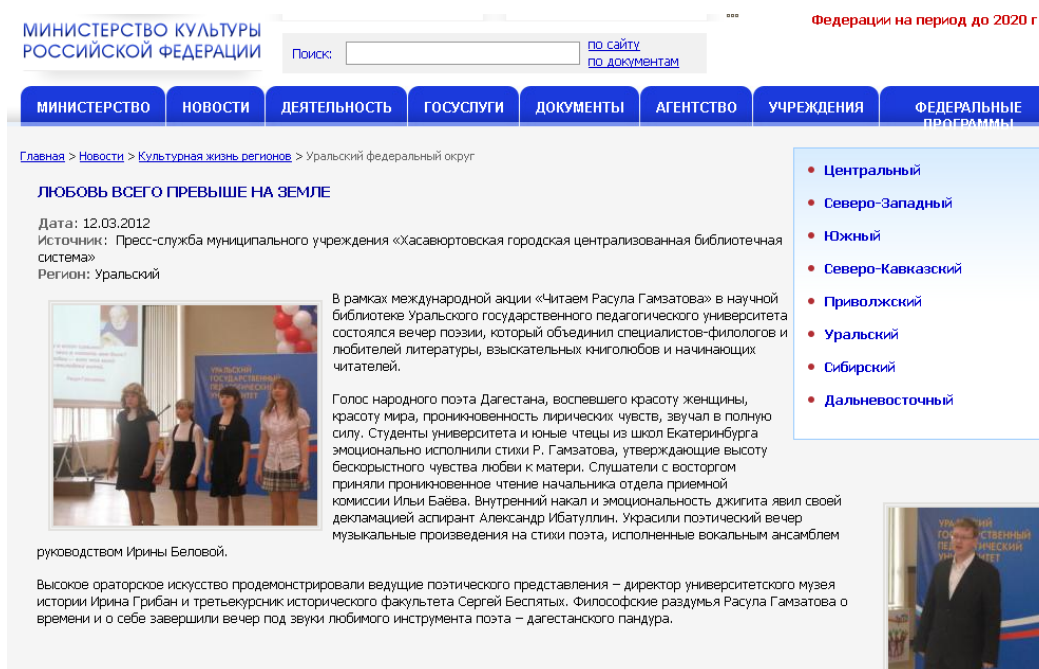 Федерации на период до 2020 г
МИНИСТЕРСТВО КУЛЬТУРЫ
РОССИЙСКОЙ ФЕДЕРАЦИИ
Поиск:
по сайту
по документам
МИНИСТЕРСТВО НОВОСТИ ДЕЯТЕЛЬНОСТЬ ГОСУСЛУГИ ДОКУМЕНТЫ АГЕНТСТВО УЧРЕЖДЕНИЯ ФЕДЕРАЛЬНЫЕ
ПРОГРАММЫ
Главная > Новости > Культурная жизнь регионов > Уральский федеральный округ
ЛЮБОВЬ ВСЕГО ПРЕВЫШЕ НА ЗЕМЛЕ
Дата: 12.03.2012
Источник: Пресс-служба муниципального учреждения «Хасавюртовская городская централизованная библиотечная
система»
Регион: Уральский
В рамках международной акции «Читаем Расула Гамзатова» в научной
библиотеке Уральского государственного педагогического университета
состоялся вечер поэзии, который объединил специалистов-филологов и
любителей литературы, взыскательных книголюбов и начинающих
читателей.
Голос народного поэта Дагестана, воспевшего красоту женщины,
красоту мира, проникновенность лирических чувств, звучал в полную
силу. Студенты университета и юные чтецы из школ Екатеринбурга
эмоционально исполнили стихи Р. Гамзатова, утверждающие высоту
бескорыстного чувства любви к матери. Слушатели с восторгом
приняли проникновенное чтение начальника отдела приемной
комиссии Ильи Баёва. Внутренний накал и эмоциональность джигита явил своей
декламацией аспирант Александр Ибатуллин. Украсили поэтический вечер
музыкальные произведения на стихи поэта, исполненные вокальным ансамблем
руководством Ирины Беловой.
Высокое ораторское искусство продемонстрировали ведущие поэтического представления – директор университетского музея
истории Ирина Грибан и третьекурсник исторического факультета Сергей Беспятых. Философские раздумья Расула Гамзатова о
времени и о себе завершили вечер под звуки любимого инструмента поэта – дагестанского пандура.
Центральный
Северо-Западный
Южный
Северо-Кавказский
Приволжский
Уральский
Сибирский
Дальневосточный
УРАЛЬСКИЙ
ГОСУДАРСТВЕННЫЙ
ПЕДАГОГИЧЕСКИЙ
УНИВЕРСИТЕТ